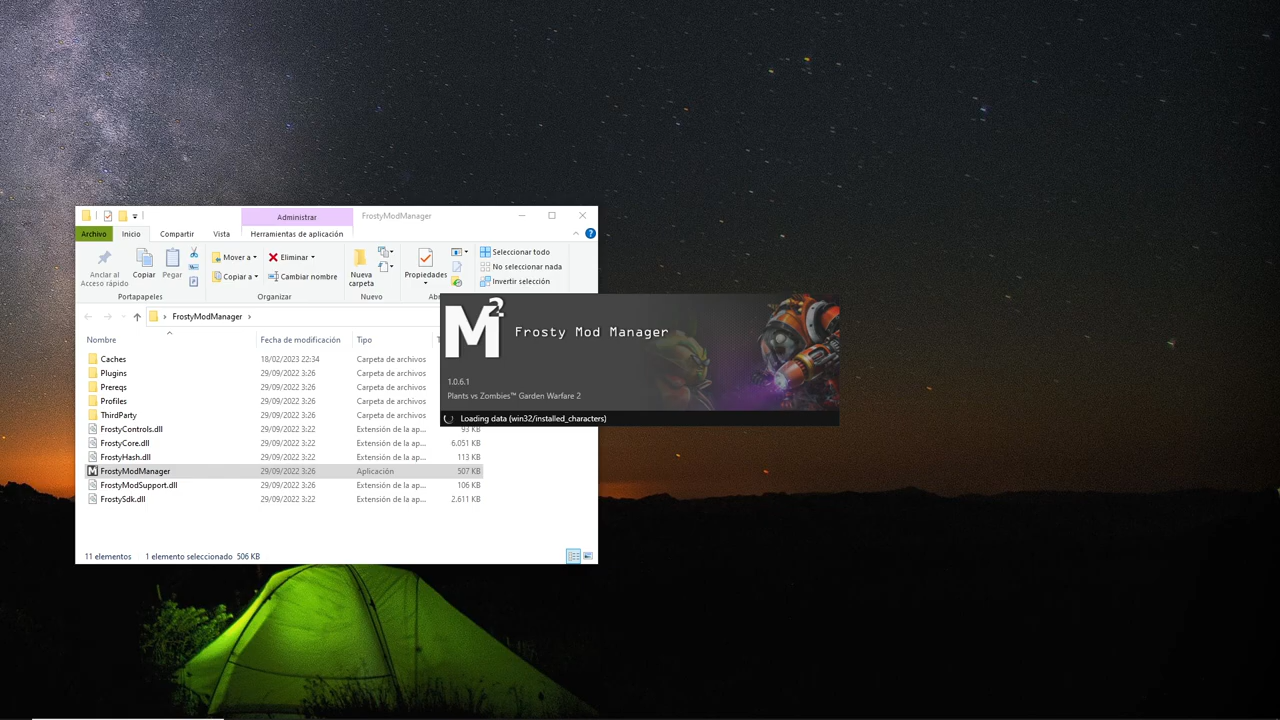 Administrar
FrostyModManager
Archivo
Inicio
Compartir
Vista
Herramientas de aplicación
Anclar al
Acceso rápido
Copiar
Pegar
Portapapeles
Mover a
Eliminar
Copiar a
Cambiar nombre
Organizar
Nueva
carpeta
Nuevo
Propiedades
Seleccionar todo
No seleccionar nada
Invertir selección
FrostyModManager
Nombre
Fecha de modificación
Tipo
Caches 18/02/2023 22:34 Carpeta de archivos
Plugins 29/09/2022 3:26 Carpeta de archivos
Prereqs 29/09/2022 3:26 Carpeta de archivos
Profiles 29/09/2022 3:26 Carpeta de archivos
ThirdParty 29/09/2022 3:26 Carpeta de archivos
FrostyControls.dll 29/09/2022 3:22 Extensión de la ap... 93 KB
FrostyCore.dll 29/09/2022 3:22 Extensión de la ap... 6.051 KB
FrostyHash.dll 29/09/2022 3:22 Extensión de la ap... 113 KB
FrostyModManager 29/09/2022 3:26 Aplicación 507 KB
FrostyModSupport.dll 29/09/2022 3:26 Extensión de la ap... 106 KB
FrostySdk.dll 29/09/2022 3:22 Extensión de la ap... 2.611 KB
11 elementos 1 elemento seleccionado 506 KB
M?
Frosty Mod Manager
1.0.6.1
Plants vs Zombies™ Garden Warfare 2
Loading data (win32/installed_characters)